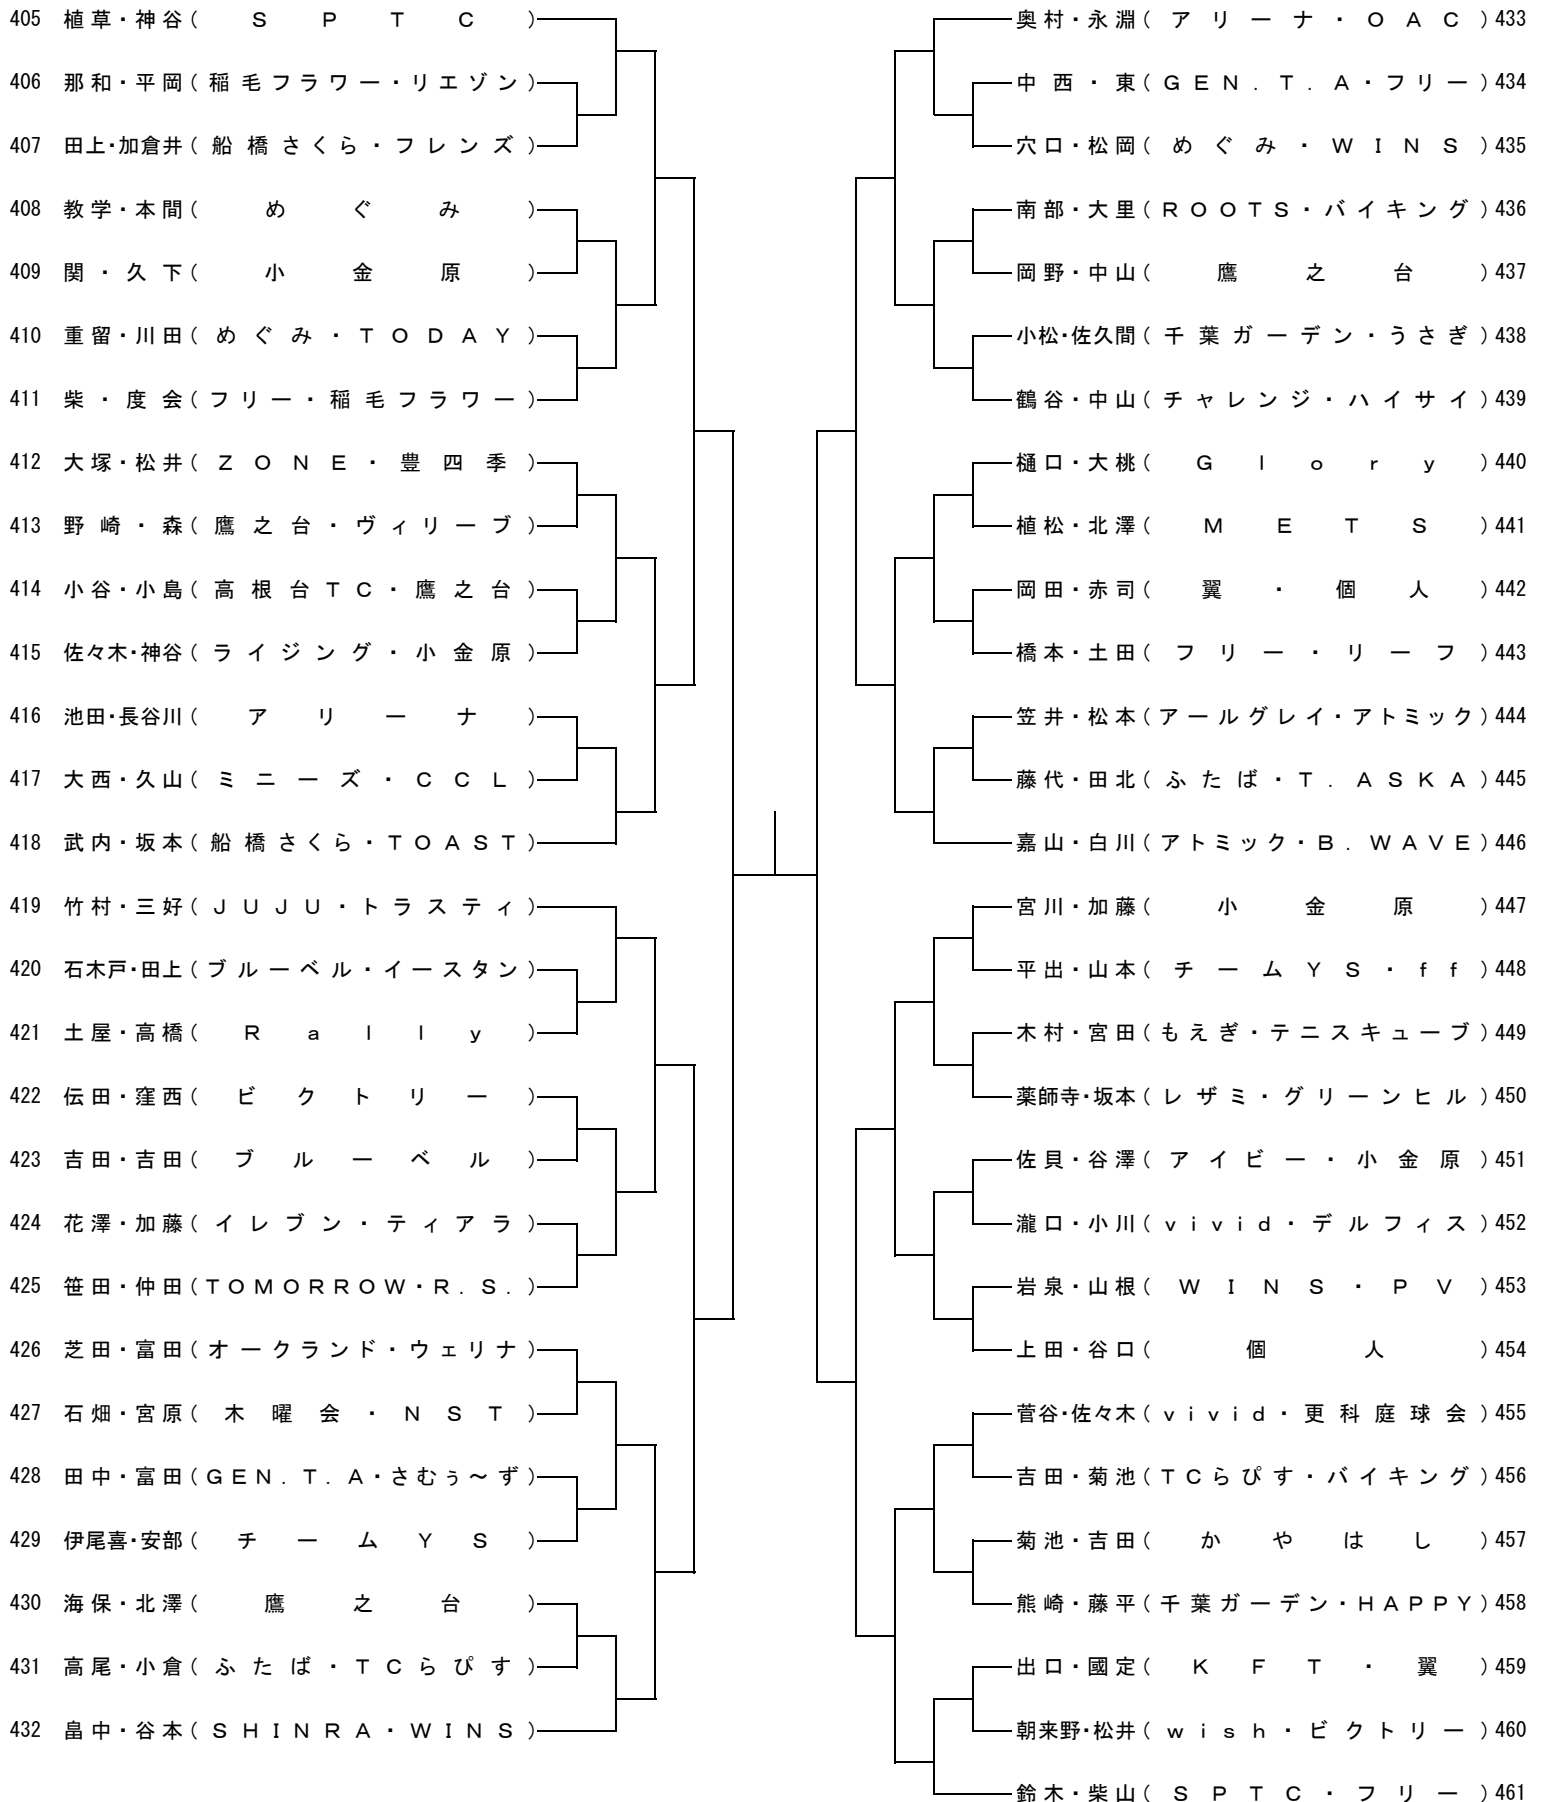 405 植草・神谷(SPTC)
406 那和・平岡(稲毛フラワー・リエゾン)
407 田上・加倉井(船橋さくら・フレンズ)
408 教学・本間(めぐみ)
409 関・久下(小金原)
410 重留・川田(めぐみ・TODAY)
411 柴・度会(フリー・稲毛フラワー)
412 大塚・松井(ZONE・豊四季)
413 野崎・森(鷹之台・ヴィリーブ)
414 小谷・小島(高根台TC・鷹之台)
415 佐々木・神谷(ライジング・小金原)
416 池田・長谷川(アリーナ)
417 大西・久山(ミニーズ・CCL)
418 武内・坂本(船橋さくら・TOAST)
419 竹村・三好(JUJU・トラスティ)
420 石木戸・田上(ブルーベル・イースタン)
421 土屋・高橋(Rally)
422 伝田・窪西(ビクトリー)
423 吉田・吉田(ブルーベル)
424 花澤・加藤(イレブン・ティアラ)
425 笹田・仲田(TOMORROW・R.S.)
426 芝田・富田(オークランド・ウェリナ)
427 石畑・宮原(木曜会・NST)
428 田中・富田(GEN.T.A・さむぅ～ず)
429 伊尾喜・安部(チームYS)
430 海保・北澤(鷹之台)
431 高尾・小倉(ふたば・TCらぴす)
432 畠中・谷本(SHINRA・WINS)
奥村・永淵(アリーナ・OAC)433
中西・東(GEN.T.A・フリー)434
穴口・松岡(めぐみ・WINS)435
南部・大里(ROOTS・バイキング)436
岡野・中山(鷹之台)437
小松・佐久間(千葉ガーデン・うさぎ)438
鶴谷・中山(チャレンジ・ハイサイ)439
樋口・大桃(Glory)440
植松・北澤(METS)441
岡田・赤司(翼・個人)442
橋本・土田(フリー・リーフ)443
笠井・松本(アールグレイ・アトミック)444
藤代・田北(ふたば・T.ASKA)445
嘉山・白川(アトミック・B.WAVE)446
宮川・加藤(小金原)447
平出・山本(チームYS・ff)448
木村・宮田(もえぎ・テニスキューブ)449
薬師寺・坂本(レザミ・グリーンヒル)450
佐貝・谷澤(アイビー・小金原)451
瀧口・小川(vivid・デルフィス)452
岩泉・山根(WINS・PV)453
上田・谷口(個人)454
菅谷・佐々木(vivid・更科庭球会)455
吉田・菊池(TCらぴす・バイキング)456
菊池・吉田(かやはし)457
熊崎・藤平(千葉ガーデン・HAPPY)458
出口・國定(KFT・翼)459
朝来野・松井(wish・ビクトリー)460
鈴木・柴山(SPTC・フリー)461